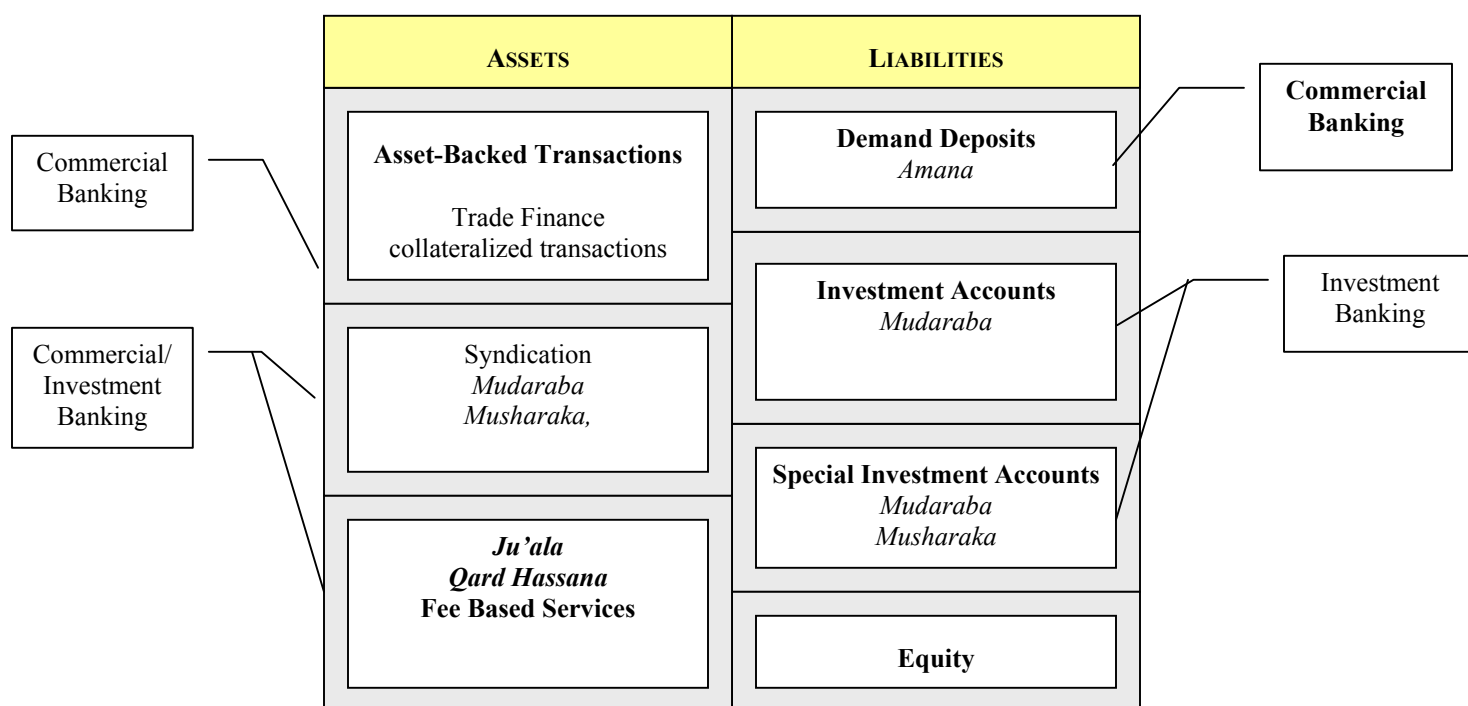 ASSETS
LIABILITIES
Commercial
Banking
Asset-Backed Transactions
Trade Finance
collateralized transactions
Commercial/
Investment
Banking
Syndication
Mudaraba
Musharaka,
Ju’ala
Qard Hassana
Fee Based Services
Demand Deposits
Amana
Investment Accounts
Mudaraba
Special Investment Accounts
Mudaraba
Musharaka
Equity
Commercial
Banking
Investment
Banking